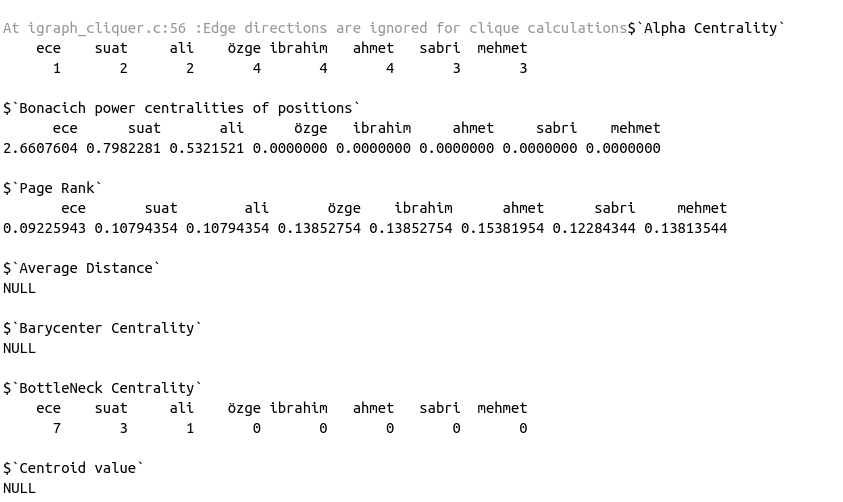 At igraph_cliquer.c:56 :Edge directions are ignored for clique calculations$`Alpha Centrality`
ece suat ali özge ibrahim ahmet sabri mehmet
1 2 2 4 4 4 3 3
$`Bonacich power centralities of positions`
ece suat ali özge ibrahim ahmet sabri mehmet
2.6607604 0.7982281 0.5321521 0.0000000 0.0000000 0.0000000 0.0000000 0.0000000
$`Page Rank`
ece suat ali özge ibrahim ahmet sabri mehmet
0.09225943 0.10794354 0.10794354 0.13852754 0.13852754 0.15381954 0.12284344 0.13813544
$`Average Distance`
NULL
$`Barycenter Centrality`
NULL
$`BottleNeck Centrality`
ece suat ali özge ibrahim ahmet sabri mehmet
7 3 1 0 0 0 0 0
$`Centroid value`
NULL